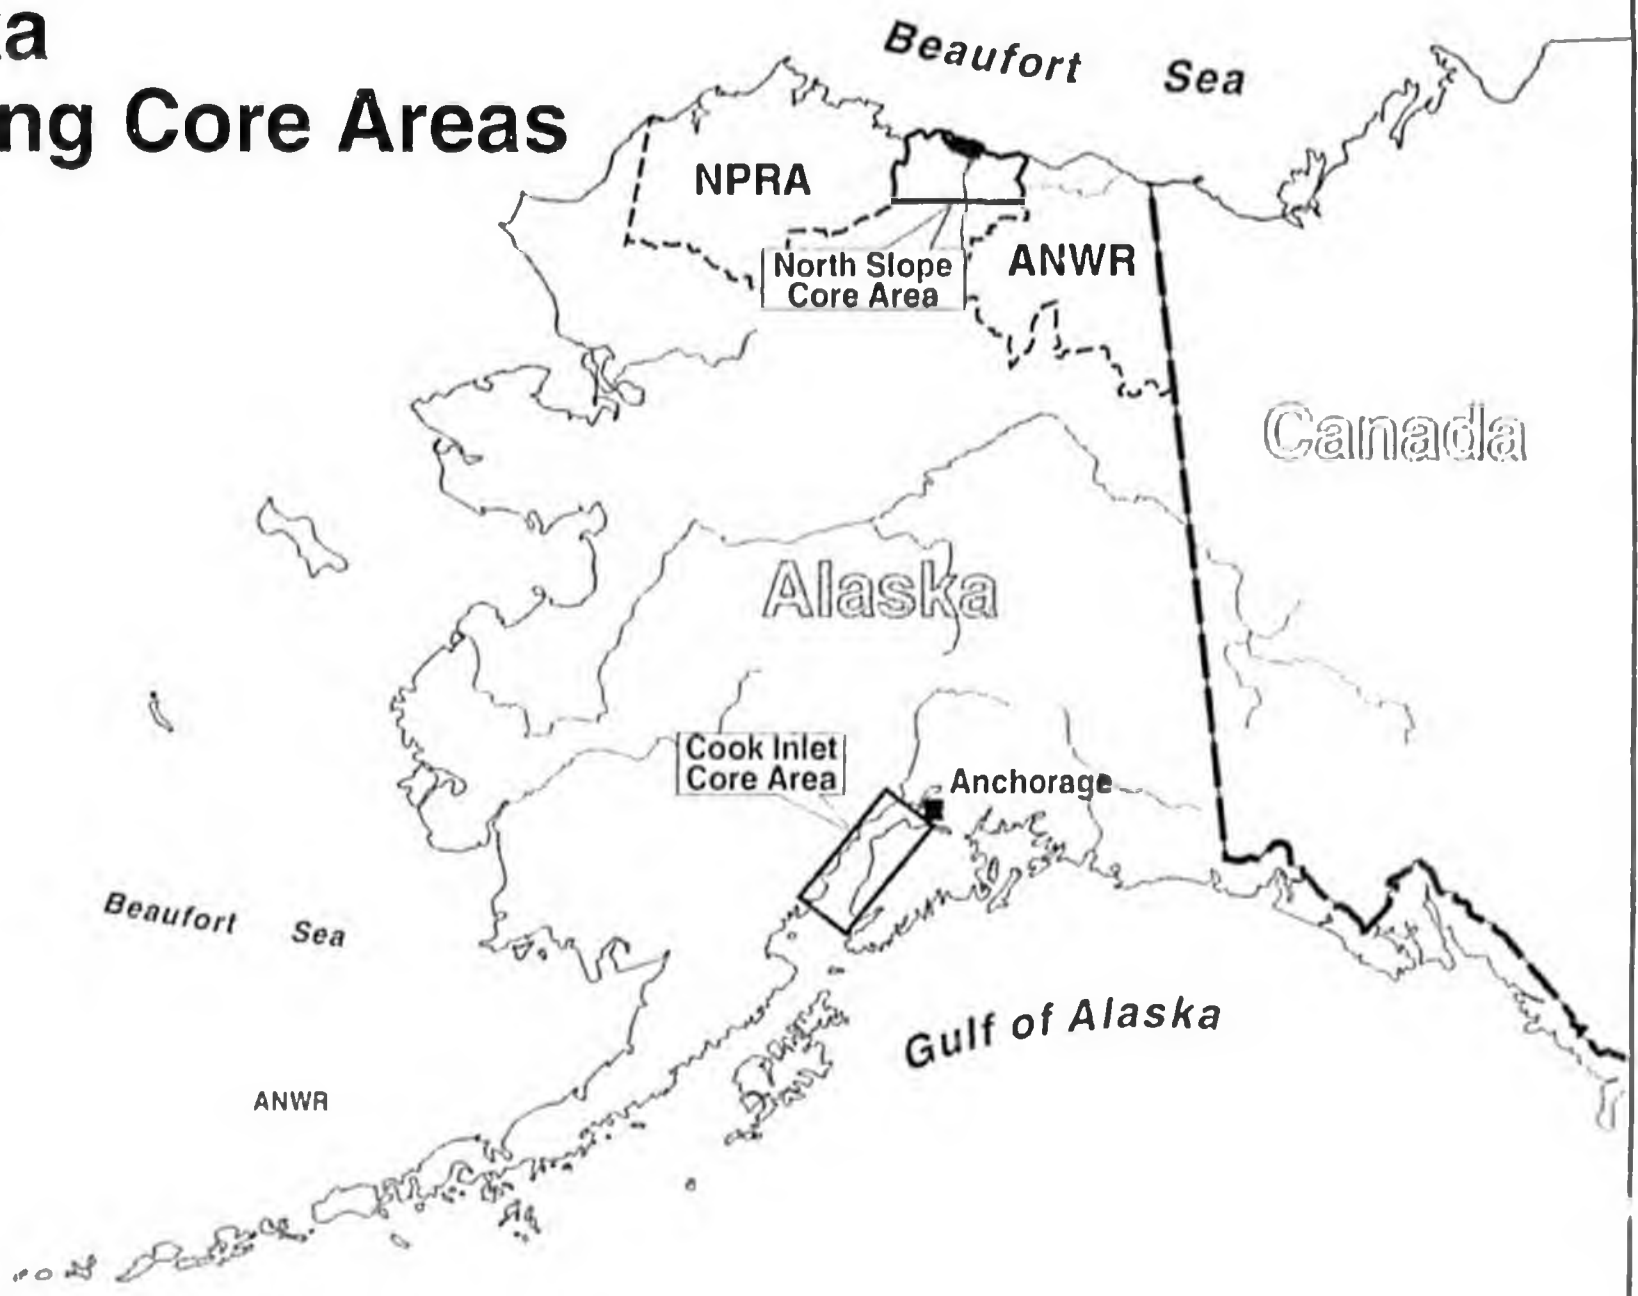 a
ng Core Areas
Beaufort Sea
NPRA
North Slope
Core Area
ANWR
Canada
Alaska
Cook Inlet
Core Area
Anchorage
Beaufort Sea
Gulf of Alaska
ANWR